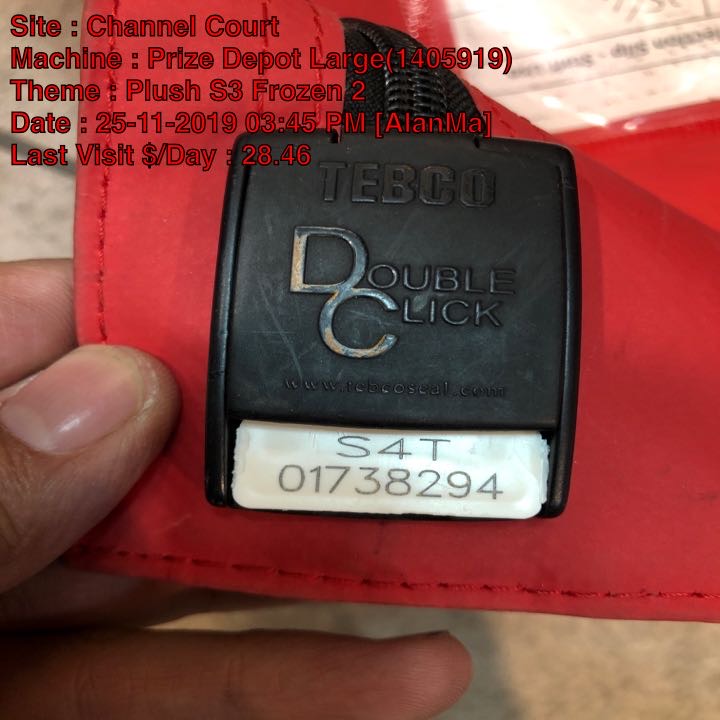 Site : Channel Court
Machine : Prize Depot Large(1405919)
Theme : Plush S3 Frozen 2
Date : 25-11-2019 03:45 PM [AlanMa]
Last Visit $/Day : 28.46
TEBCO
DOUBLE
CLICK
www.tebcoseal.com
S4T
01738294